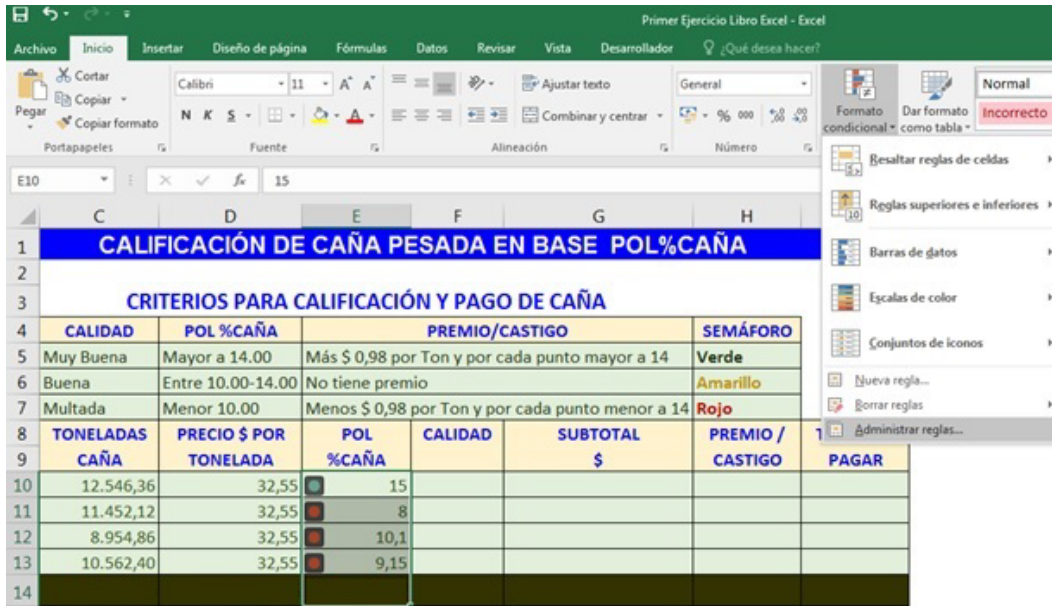 Primer Ejercicio Libro Excel - Excel
Archivo Inicio Insertar Diseño de página Fórmulas Datos Revisar Vista Desarrollador ¿Qué desea hacer?
Cortar
Copiar
Copiar formato
Pegar
Portapapeles
Calibri 11
N K S
Fuente
Ajustar texto
Combinar y centrar
Alineación
General
% 000
Número
Formato condicional
Dar formato como tabla
Normal
Incorrecto
Resaltar reglas de celdas
Reglas superiores e inferiores
Barras de datos
Escalas de color
Conjuntos de iconos
Nueva regla...
Borrar reglas
Administrar reglas...
E10 fx 15
C D E F G H
1 CALIFICACIÓN DE CAÑA PESADA EN BASE POL%CAÑA
2
3 CRITERIOS PARA CALIFICACIÓN Y PAGO DE CAÑA
4 CALIDAD POL %CAÑA PREMIO/CASTIGO SEMÁFORO
5 Muy Buena Mayor a 14.00 Más $ 0,98 por Ton y por cada punto mayor a 14 Verde
6 Buena Entre 10.00-14.00 No tiene premio Amarillo
7 Multada Menor 10.00 Menos $ 0,98 por Ton y por cada punto menor a 14 Rojo
8 TONELADAS PRECIO $ POR POL CALIDAD SUBTOTAL PREMIO / T
9 CAÑA TONELADA %CAÑA $ CASTIGO PAGAR
10 12.546,36 32,55 15
11 11.452,12 32,55 8
12 8.954,86 32,55 10,1
13 10.562,40 32,55 9,15
14